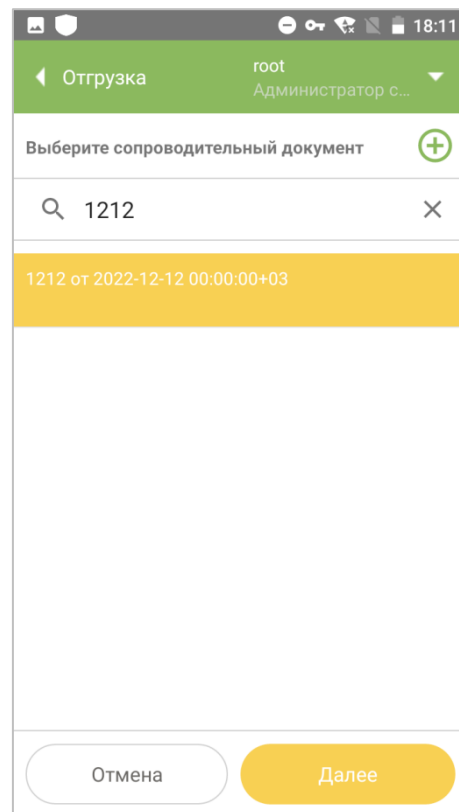 18:11
Отгрузка
root
Администратор с...
Выберите сопроводительный документ
1212
1212 от 2022-12-12 00:00:00+03
Отмена
Далее